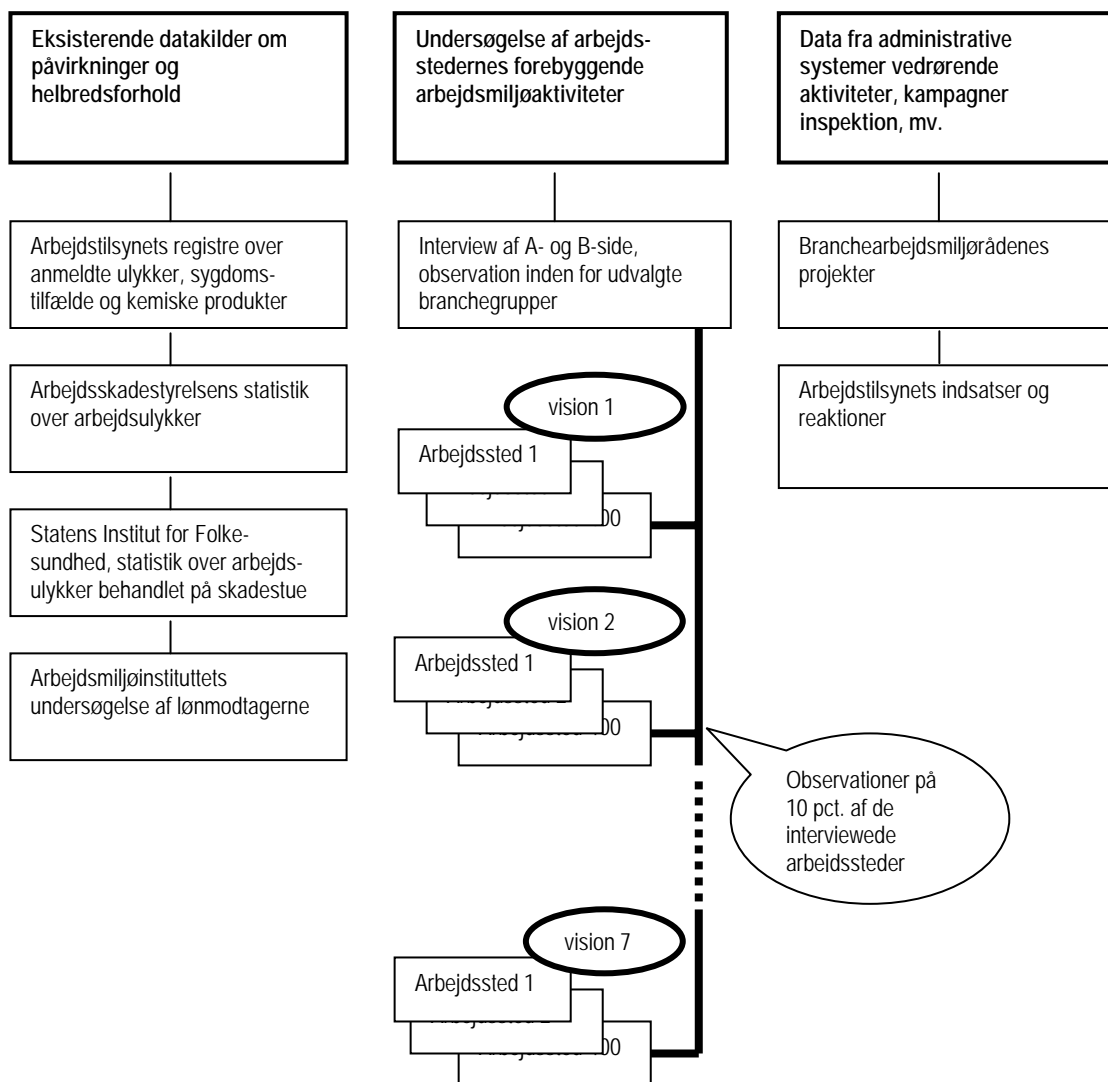 Eksisterende datakilder om
påvirkninger og
helbredsforhold
Undersøgelse af arbejds-
stedernes forebyggende
arbejdsmiljøaktiviteter
Data fra administrative
systemer vedrørende
aktiviteter, kampagner
inspektion, mv.
Arbejdstilsynets registre over
anmeldte ulykker, sygdoms-
tilfælde og kemiske produkter
Arbejdsskadestyrelsens statistik
over arbejdsulykker
Statens Institut for Folke-
sundhed, statistik over arbejds-
ulykker behandlet på skadestue
Arbejdsmiljøinstituttets
undersøgelse af lønmodtagerne
Interview af A- og B-side,
observation inden for udvalgte
branchegrupper
vision 1
Arbejdssted 1
00
vision 2
Arbejdssted 1
00
Observationer på
10 pct. af de
interviewede
arbejdssteder
vision 7
Arbejdssted 1
00
Branchearbejdsmiljørådenes
projekter
Arbejdstilsynets indsatser og
reaktioner